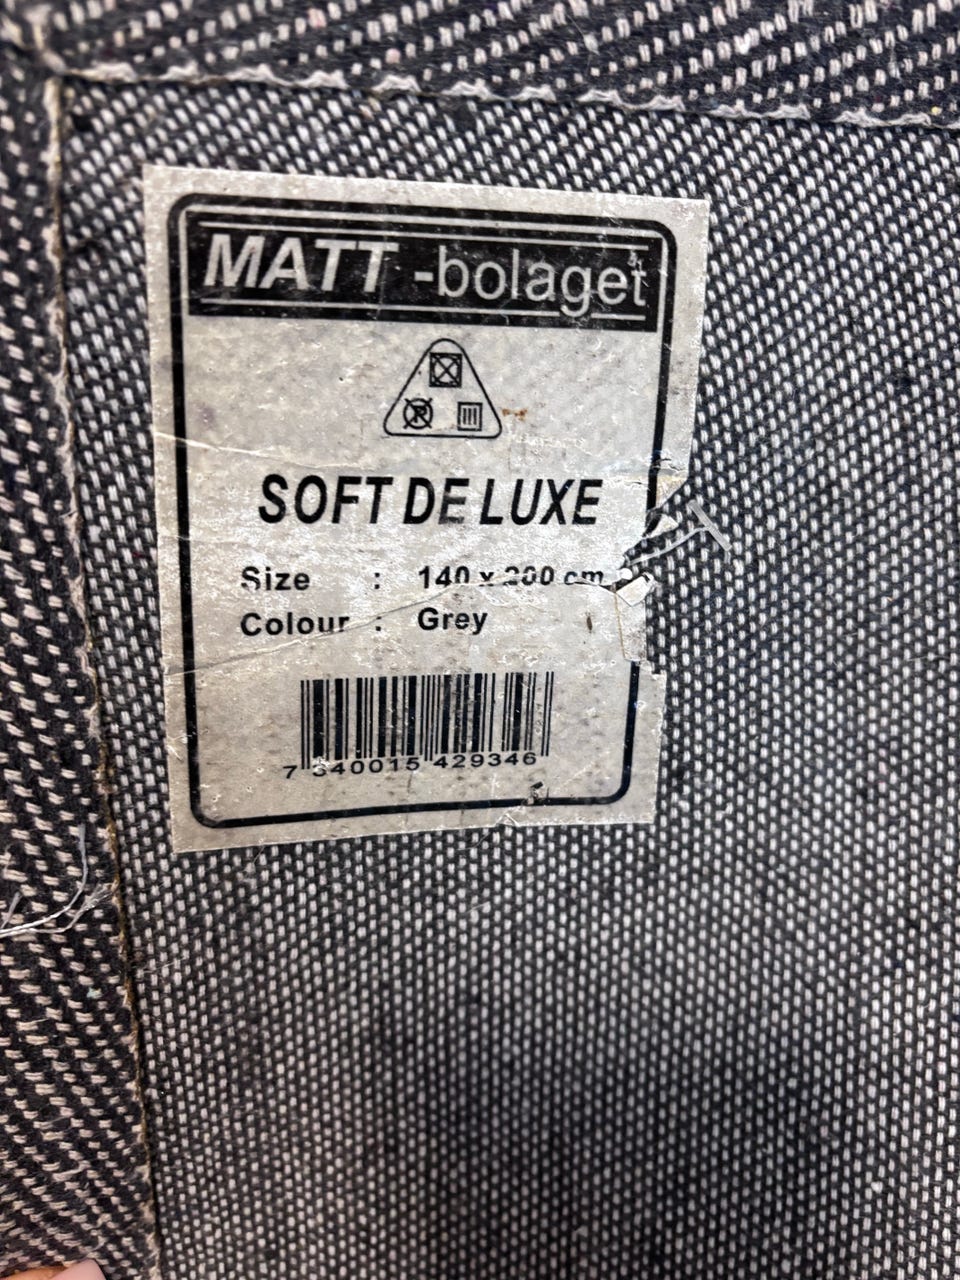 MATT -bolaget
SOFT DE LUXE
Size : 140 x 200 cm
Colour : Grey
7 340015 429346